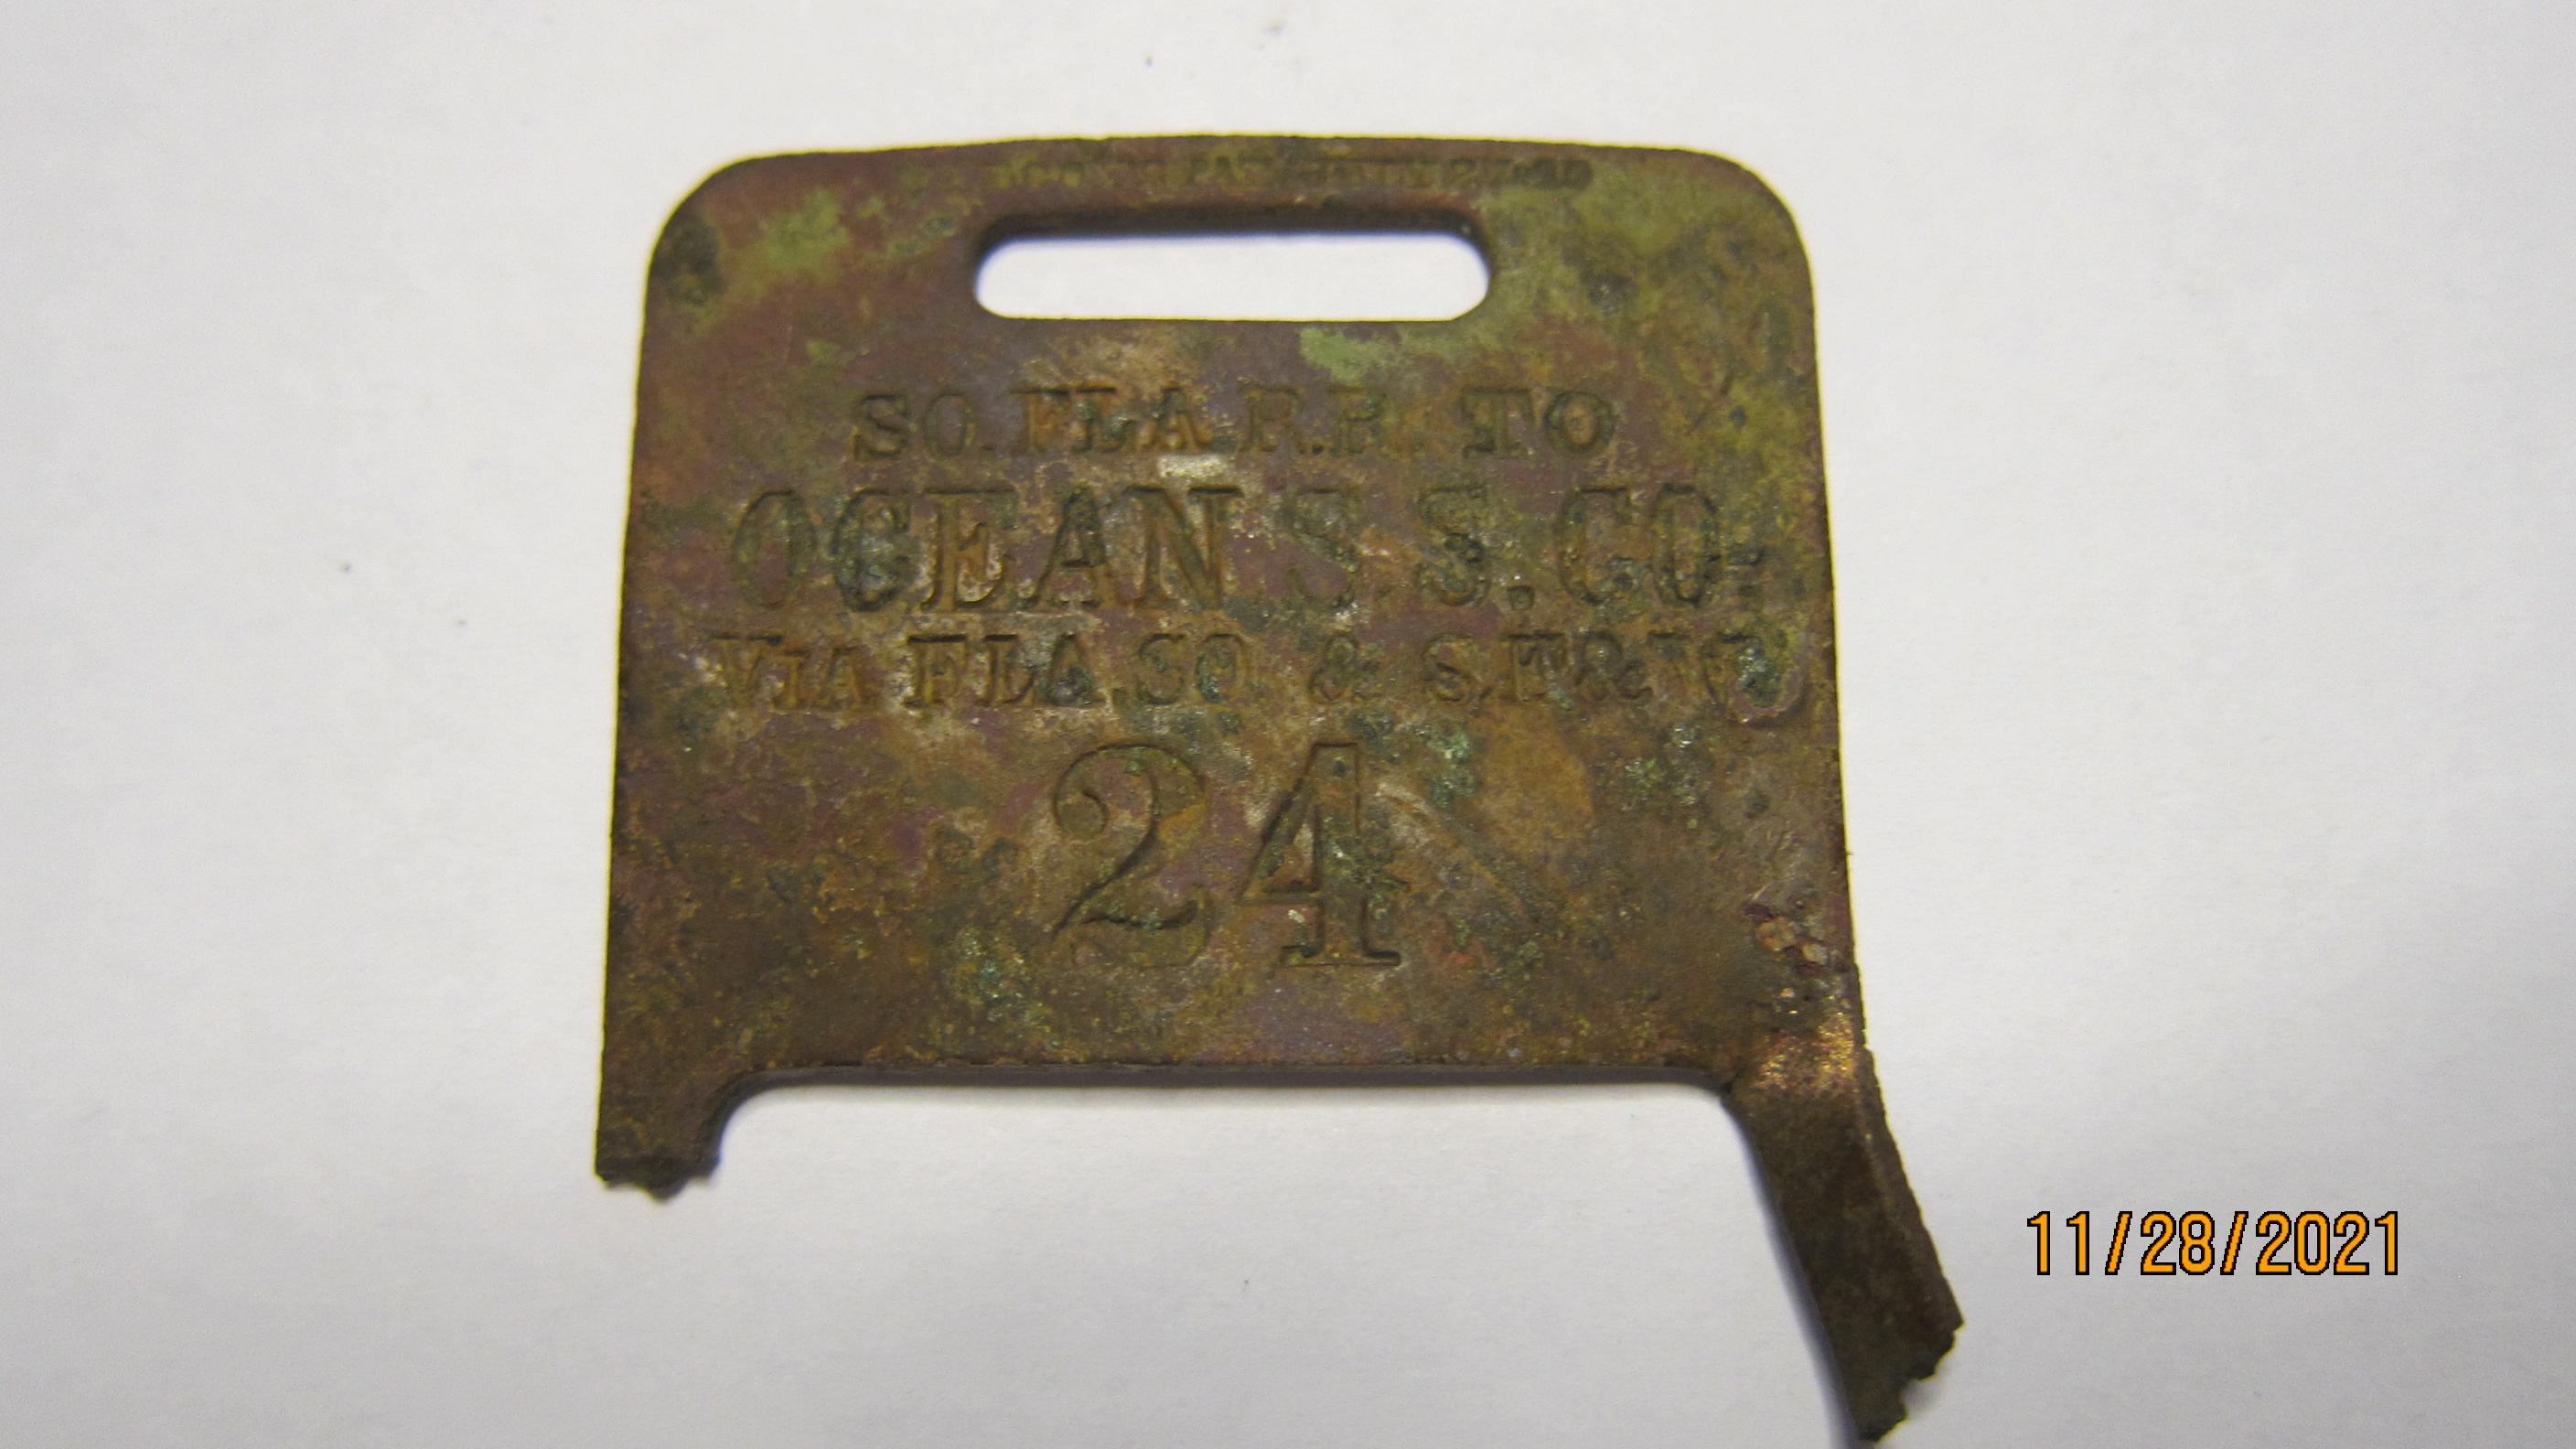 SO. FLA. R.R. TO
OCEAN S. S. CO.
VIA FLA. SO. & S.F. & W.
24
11/28/2021